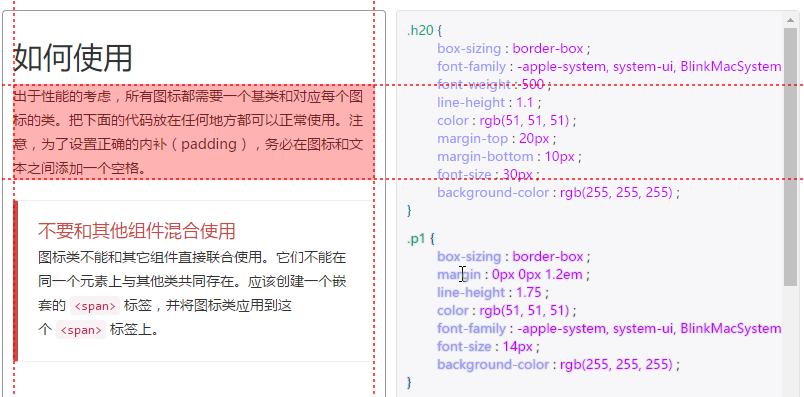 如何使用
出于性能的考虑，所有图标都需要一个基类和对应每个图
标的类。把下面的代码放在任何地方都可以正常使用。注
意，为了设置正确的内补（padding），务必在图标和文
本之间添加一个空格。
不要和其他组件混合使用
图标类不能和其它组件直接联合使用。它们不能在
同一个元素上与其他类共同存在。应该创建一个嵌
套的 <span> 标签，并将图标类应用到这
个 <span> 标签上。
.h20 {
box-sizing : border-box ;
font-family : -apple-system, system-ui, BlinkMacSystem
font-weight : 500 ;
line-height : 1.1 ;
color : rgb(51, 51, 51) ;
margin-top : 20px ;
margin-bottom : 10px ;
font-size : 30px ;
background-color : rgb(255, 255, 255) ;
}
.p1 {
box-sizing : border-box ;
margin : 0px 0px 1.2em ;
line-height : 1.75 ;
color : rgb(51, 51, 51) ;
font-family : -apple-system, system-ui, BlinkMacSystem
font-size : 14px ;
background-color : rgb(255, 255, 255) ;
}